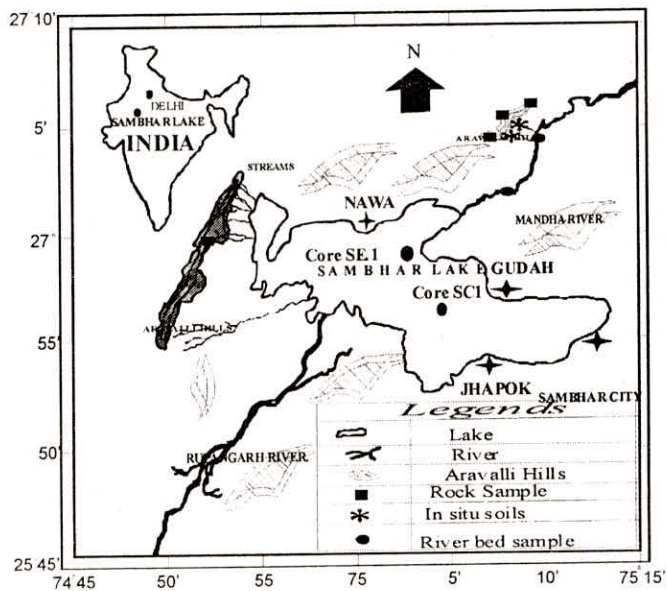 27° 10'
N
DELHI
SAMBHAR LAKE
INDIA
5'
STREAMS
NAWA
MANDHA RIVER
27°
Core SE.1
SAMBHAR LAKE
GUDAH
Core SC1
55'
JHAPOK
SAMBHAR CITY
Legends
Lake
50'
River
RUPANGARH RIVER
Aravalli Hills
Rock Sample
In situ soils
River bed sample
25 45'
74°45 50' 55 75 5' 10' 75°15'